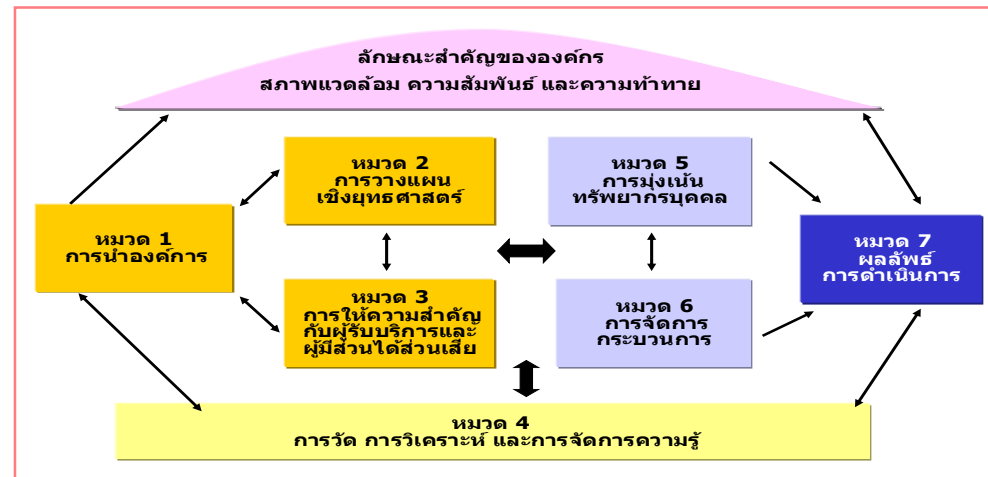 ลักษณะสำคัญขององค์กร
สภาพแวดล้อม ความสัมพันธ์ และความท้าทาย
หมวด 2
การวางแผน
เชิงยุทธศาสตร์
หมวด 5
การมุ่งเน้น
ทรัพยากรบุคคล
หมวด 1
การนำองค์การ
หมวด 7
ผลลัพธ์
การดำเนินการ
หมวด 3
การให้ความสำคัญ
กับผู้รับบริการและ
ผู้มีส่วนได้ส่วนเสีย
หมวด 6
การจัดการ
กระบวนการ
หมวด 4
การวัด การวิเคราะห์ และการจัดการความรู้